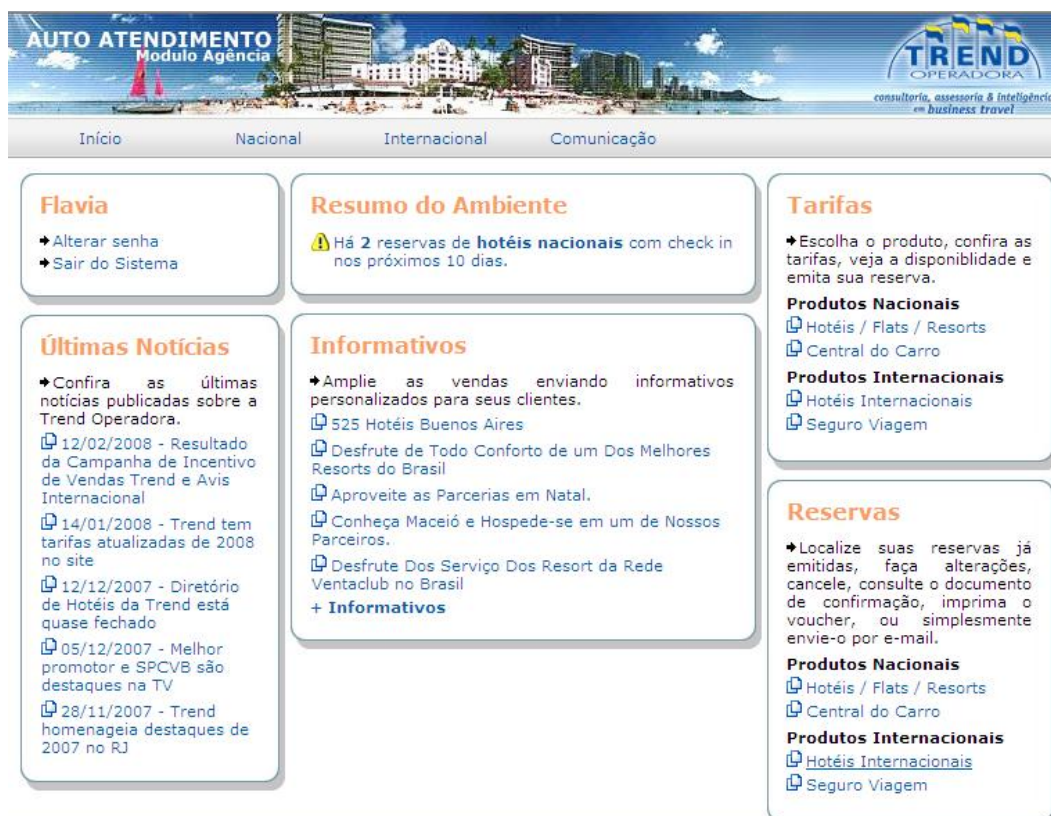 AUTO ATENDIMENTO
Modulo Agência
TREND
OPERADORA
consultoria, assessoria & inteligência
em business travel
Início Nacional Internacional Comunicação
Flavia
Alterar senha
Sair do Sistema
Últimas Notícias
Confira as últimas
notícias publicadas sobre a
Trend Operadora.
12/02/2008 - Resultado
da Campanha de Incentivo
de Vendas Trend e Avis
Internacional
14/01/2008 - Trend tem
tarifas atualizadas de 2008
no site
12/12/2007 - Diretório
de Hotéis da Trend está
quase fechado
05/12/2007 - Melhor
promotor e SPCVB são
destaques na TV
28/11/2007 - Trend
homenageia destaques de
2007 no RJ
Resumo do Ambiente
Há 2 reservas de hotéis nacionais com check in
nos próximos 10 dias.
Informativos
Amplie as vendas enviando informativos
personalizados para seus clientes.
525 Hotéis Buenos Aires
Desfrute de Todo Conforto de um Dos Melhores
Resorts do Brasil
Aproveite as Parcerias em Natal.
Conheça Maceió e Hospede-se em um de Nossos
Parceiros.
Desfrute Dos Serviço Dos Resort da Rede
Ventaclub no Brasil
+ Informativos
Tarifas
Escolha o produto, confira as
tarifas, veja a disponiblidade e
emita sua reserva.
Produtos Nacionais
Hotéis / Flats / Resorts
Central do Carro
Produtos Internacionais
Hotéis Internacionais
Seguro Viagem
Reservas
Localize suas reservas já
emitidas, faça alterações,
cancele, consulte o documento
de confirmação, imprima o
voucher, ou simplesmente
envie-o por e-mail.
Produtos Nacionais
Hotéis / Flats / Resorts
Central do Carro
Produtos Internacionais
Hotéis Internacionais
Seguro Viagem